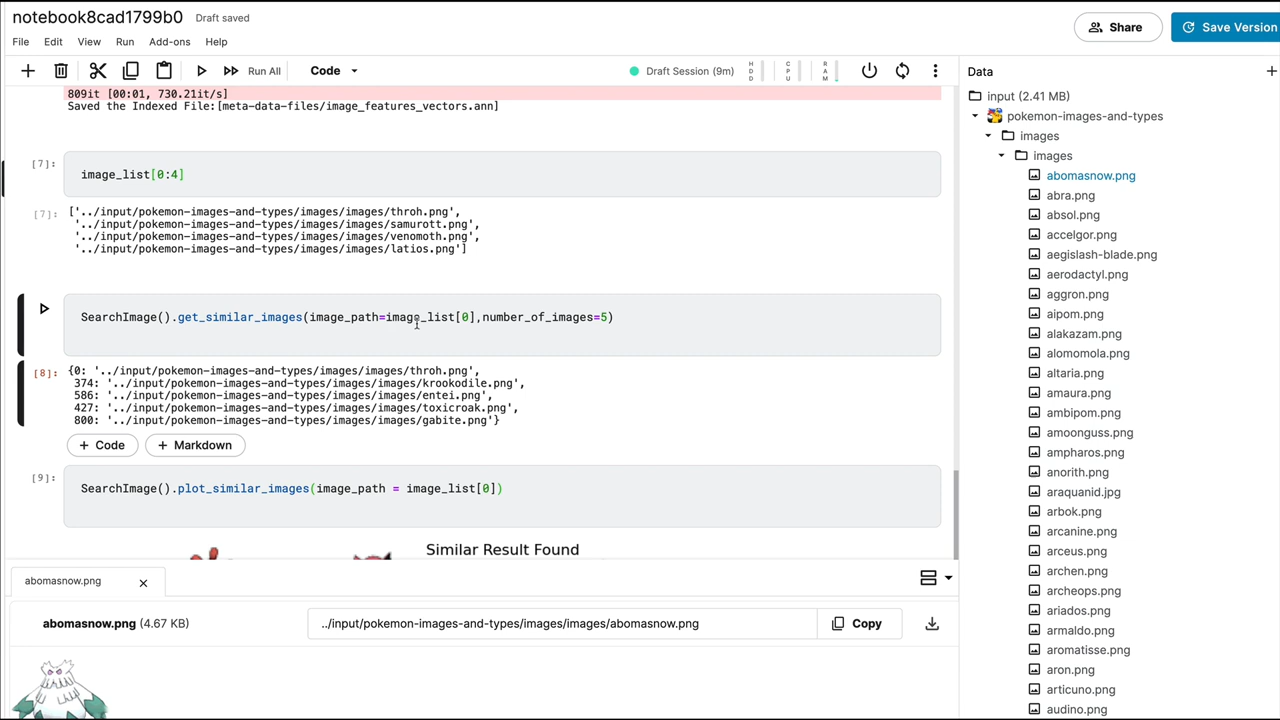 notebook8cad1799b0 Draft saved
Share
Save Version
File Edit View Run Add-ons Help
Run All
Code
Draft Session (9m)
HDD
CPU
RAM
809it [00:01, 730.21it/s]
Saved the Indexed File:[meta-data-files/image_features_vectors.ann]
[7]:
image_list[0:4]
[7]:
['../input/pokemon-images-and-types/images/images/throh.png',
'../input/pokemon-images-and-types/images/images/samurott.png',
'../input/pokemon-images-and-types/images/images/venomoth.png',
'../input/pokemon-images-and-types/images/images/latios.png']
SearchImage().get_similar_images(image_path=image_list[0],number_of_images=5)
[8]:
{0: '../input/pokemon-images-and-types/images/images/throh.png',
374: '../input/pokemon-images-and-types/images/images/krookodile.png',
586: '../input/pokemon-images-and-types/images/images/entei.png',
427: '../input/pokemon-images-and-types/images/images/toxicroak.png',
800: '../input/pokemon-images-and-types/images/images/gabite.png'}
+ Code
+ Markdown
[9]:
SearchImage().plot_similar_images(image_path = image_list[0])
Similar Result Found
abomasnow.png
abomasnow.png (4.67 KB)
../input/pokemon-images-and-types/images/images/abomasnow.png
Copy
Data
input (2.41 MB)
pokemon-images-and-types
images
images
abomasnow.png
abra.png
absol.png
accelgor.png
aegislash-blade.png
aerodactyl.png
aggron.png
aipom.png
alakazam.png
alomomola.png
altaria.png
amaura.png
ambipom.png
amoonguss.png
ampharos.png
anorith.png
araquanid.jpg
arbok.png
arcanine.png
arceus.png
archen.png
archeops.png
ariados.png
armaldo.png
aromatisse.png
aron.png
articuno.png
audino.png